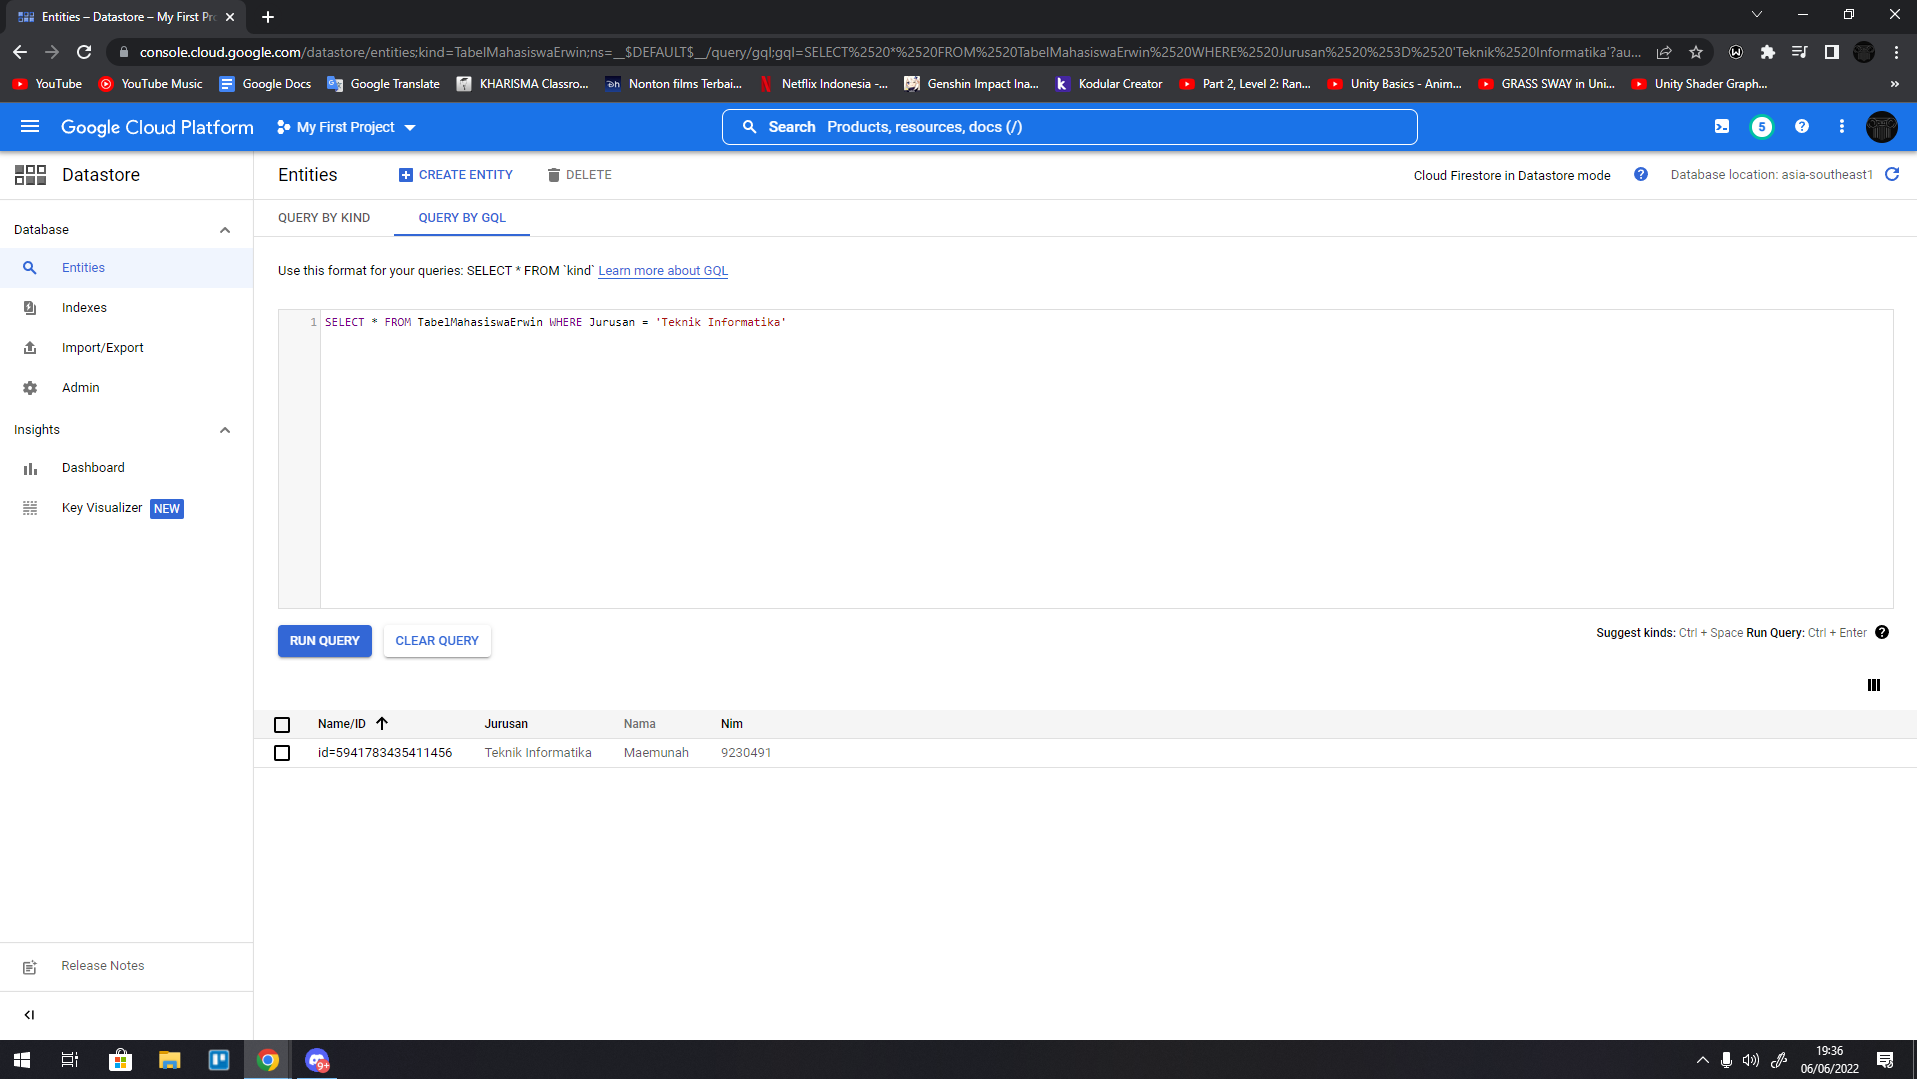 Entities – Datastore – My First Pro
console.cloud.google.com/datastore/entities;kind=TabelMahasiswaErwin;ns=__$DEFAULT$__/query/gql;gql=SELECT%2520*%2520FROM%2520TabelMahasiswaErwin%2520WHERE%2520Jurusan%2520%253D%2520'Teknik%2520Informatika'?au...
YouTube YouTube Music Google Docs Google Translate KHARISMA Classro... Nonton films Terbai... Netflix Indonesia -... Genshin Impact Ina... Kodular Creator Part 2, Level 2: Ran... Unity Basics - Anim... GRASS SWAY in Uni... Unity Shader Graph... »
Google Cloud Platform My First Project Search Products, resources, docs (/) 5
Datastore
Entities CREATE ENTITY DELETE Cloud Firestore in Datastore mode Database location: asia-southeast1
QUERY BY KIND QUERY BY GQL
Database
Entities
Indexes
Import/Export
Admin
Insights
Dashboard
Key Visualizer NEW
Release Notes
Use this format for your queries: SELECT * FROM `kind` Learn more about GQL
1 SELECT * FROM TabelMahasiswaErwin WHERE Jurusan = 'Teknik Informatika'
RUN QUERY CLEAR QUERY Suggest kinds: Ctrl + Space Run Query: Ctrl + Enter
Name/ID Jurusan Nama Nim
id=5941783435411456 Teknik Informatika Maemunah 9230491
9+
19:36
06/06/2022